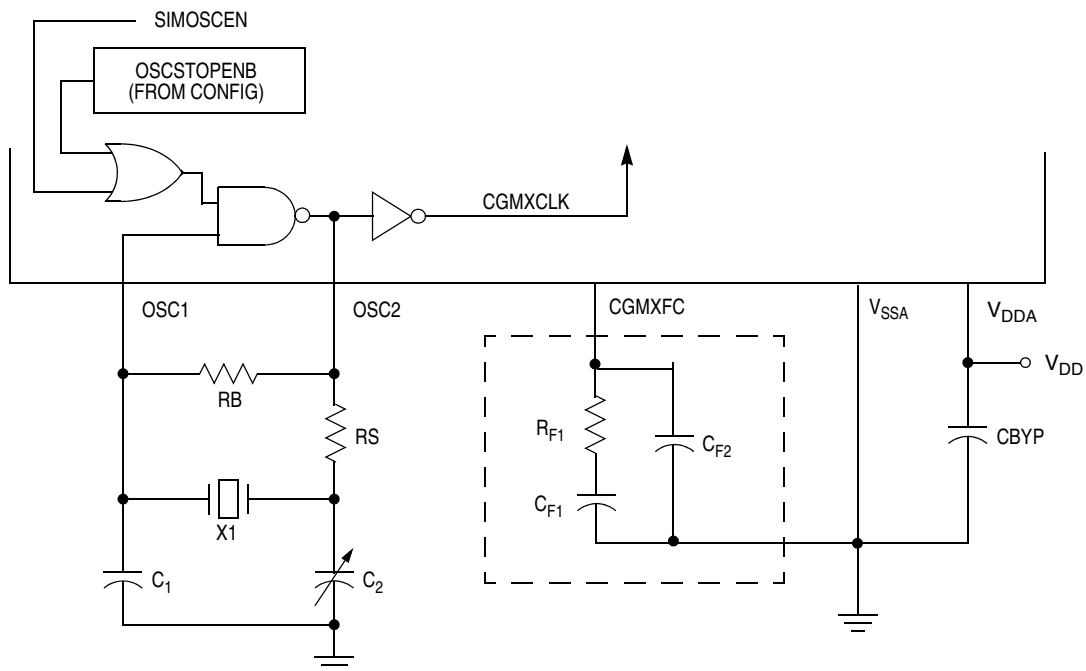 SIMOSCEN
OSCSTOPENB
(FROM CONFIG)
CGMXCLK
OSC1
OSC2
CGMXFC
VSSA
VDDA
VDD
RB
RS
RF1
CF2
CBYP
CF1
X1
C1
C2